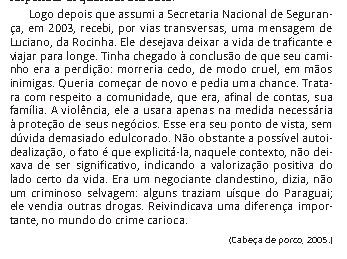 Logo depois que assumi a Secretaria Nacional de Seguran-
ça, em 2003, recebi, por vias transversas, uma mensagem de
Luciano, da Rocinha. Ele desejava deixar a vida de traficante e
viajar para longe. Tinha chegado à conclusão de que seu cami-
nho era a perdição: morreria cedo, de modo cruel, em mãos
inimigas. Queria começar de novo e pedia uma chance. Trata-
ra com respeito a comunidade, que era, afinal de contas, sua
família. A violência, ele a usara apenas na medida necessária
à proteção de seus negócios. Esse era seu ponto de vista, sem
dúvida demasiado edulcorado. Não obstante a possível autoi-
dealização, o fato é que explicitá-la, naquele contexto, não dei-
xava de ser significativo, indicando a valorização positiva do
lado certo da vida. Era um negociante clandestino, dizia, não
um criminoso selvagem: alguns traziam uísque do Paraguai;
ele vendia outras drogas. Reivindicava uma diferença impor-
tante, no mundo do crime carioca.
(Cabeça de porco, 2005.)